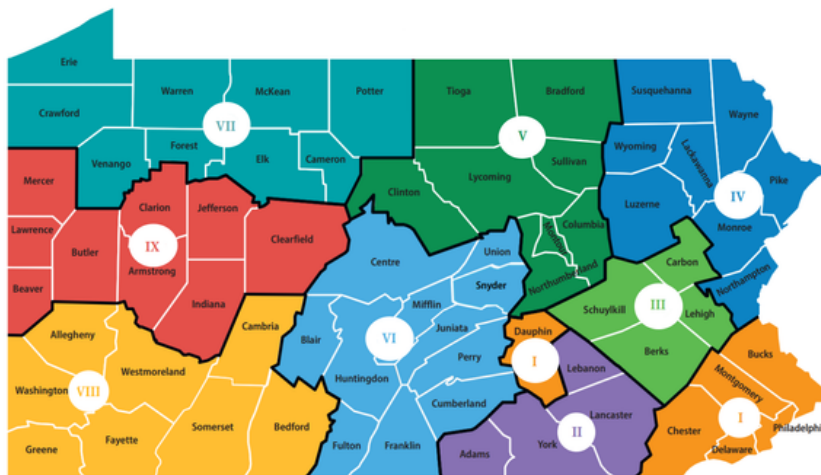 Erie
Crawford
Warren
McKean
Potter
VII
Venango
Forest
Elk
Cameron
Tioga
Bradford
V
Lycoming
Sullivan
Clinton
Columbia
Montour
Northumberland
Susquehanna
Wayne
Wyoming
Lackawanna
IV
Pike
Luzerne
Monroe
Northampton
Mercer
Lawrence
Beaver
Butler
Clarion
Jefferson
Clearfield
IX
Armstrong
Indiana
Centre
Union
Snyder
Mifflin
Juniata
Blair
VI
Perry
Huntingdon
Cumberland
Fulton
Franklin
Carbon
Schuylkill
III
Lehigh
Berks
Allegheny
Westmoreland
Cambria
Washington
VIII
Greene
Fayette
Somerset
Bedford
Dauphin
I
Lebanon
Lancaster
Adams
York
II
Bucks
Montgomery
Chester
I
Philadelphi
Delaware